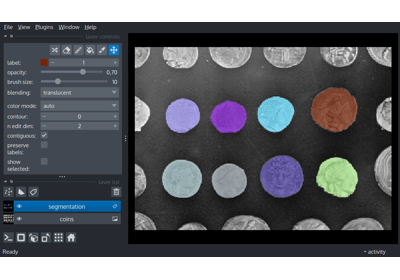 File View Plugins Window Help
layer controls
label: 1
opacity: 0,70
brush size: 10
blending: translucent
color mode: auto
contour: 0
n edit dim: 2
contiguous: ✓
preserve
labels:
show
selected:
layer list
segmentation
coins
Ready
activity